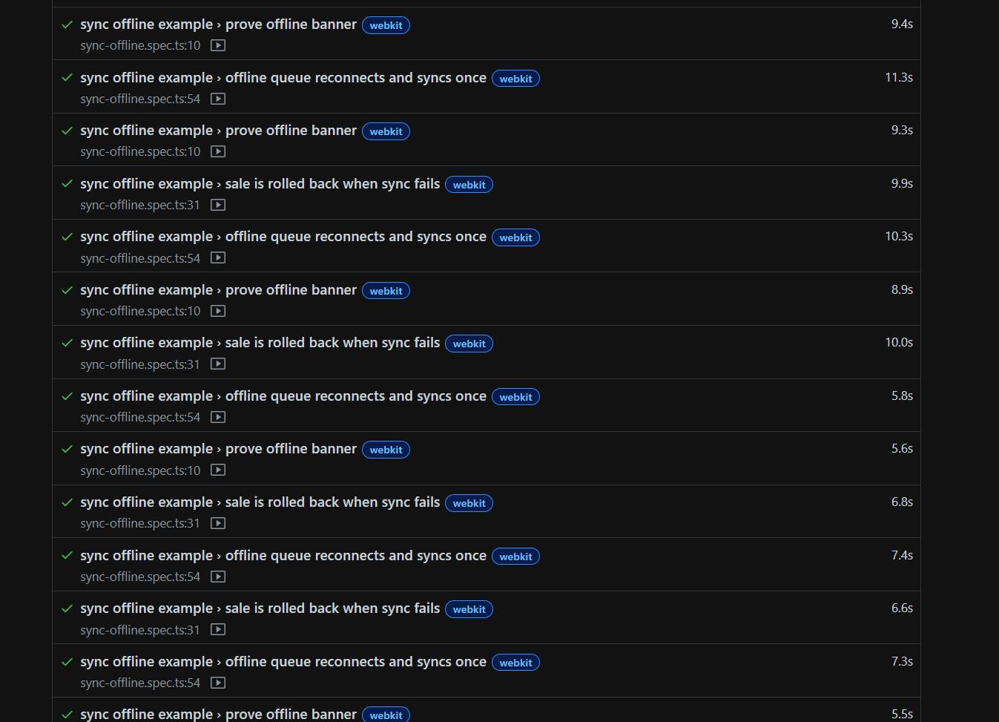 sync offline example › prove offline banner webkit 9.4s
sync-offline.spec.ts:10
sync offline example › offline queue reconnects and syncs once webkit 11.3s
sync-offline.spec.ts:54
sync offline example › prove offline banner webkit 9.3s
sync-offline.spec.ts:10
sync offline example › sale is rolled back when sync fails webkit 9.9s
sync-offline.spec.ts:31
sync offline example › offline queue reconnects and syncs once webkit 10.3s
sync-offline.spec.ts:54
sync offline example › prove offline banner webkit 8.9s
sync-offline.spec.ts:10
sync offline example › sale is rolled back when sync fails webkit 10.0s
sync-offline.spec.ts:31
sync offline example › offline queue reconnects and syncs once webkit 5.8s
sync-offline.spec.ts:54
sync offline example › prove offline banner webkit 5.6s
sync-offline.spec.ts:10
sync offline example › sale is rolled back when sync fails webkit 6.8s
sync-offline.spec.ts:31
sync offline example › offline queue reconnects and syncs once webkit 7.4s
sync-offline.spec.ts:54
sync offline example › sale is rolled back when sync fails webkit 6.6s
sync-offline.spec.ts:31
sync offline example › offline queue reconnects and syncs once webkit 7.3s
sync-offline.spec.ts:54
sync offline example › prove offline banner webkit 5.5s